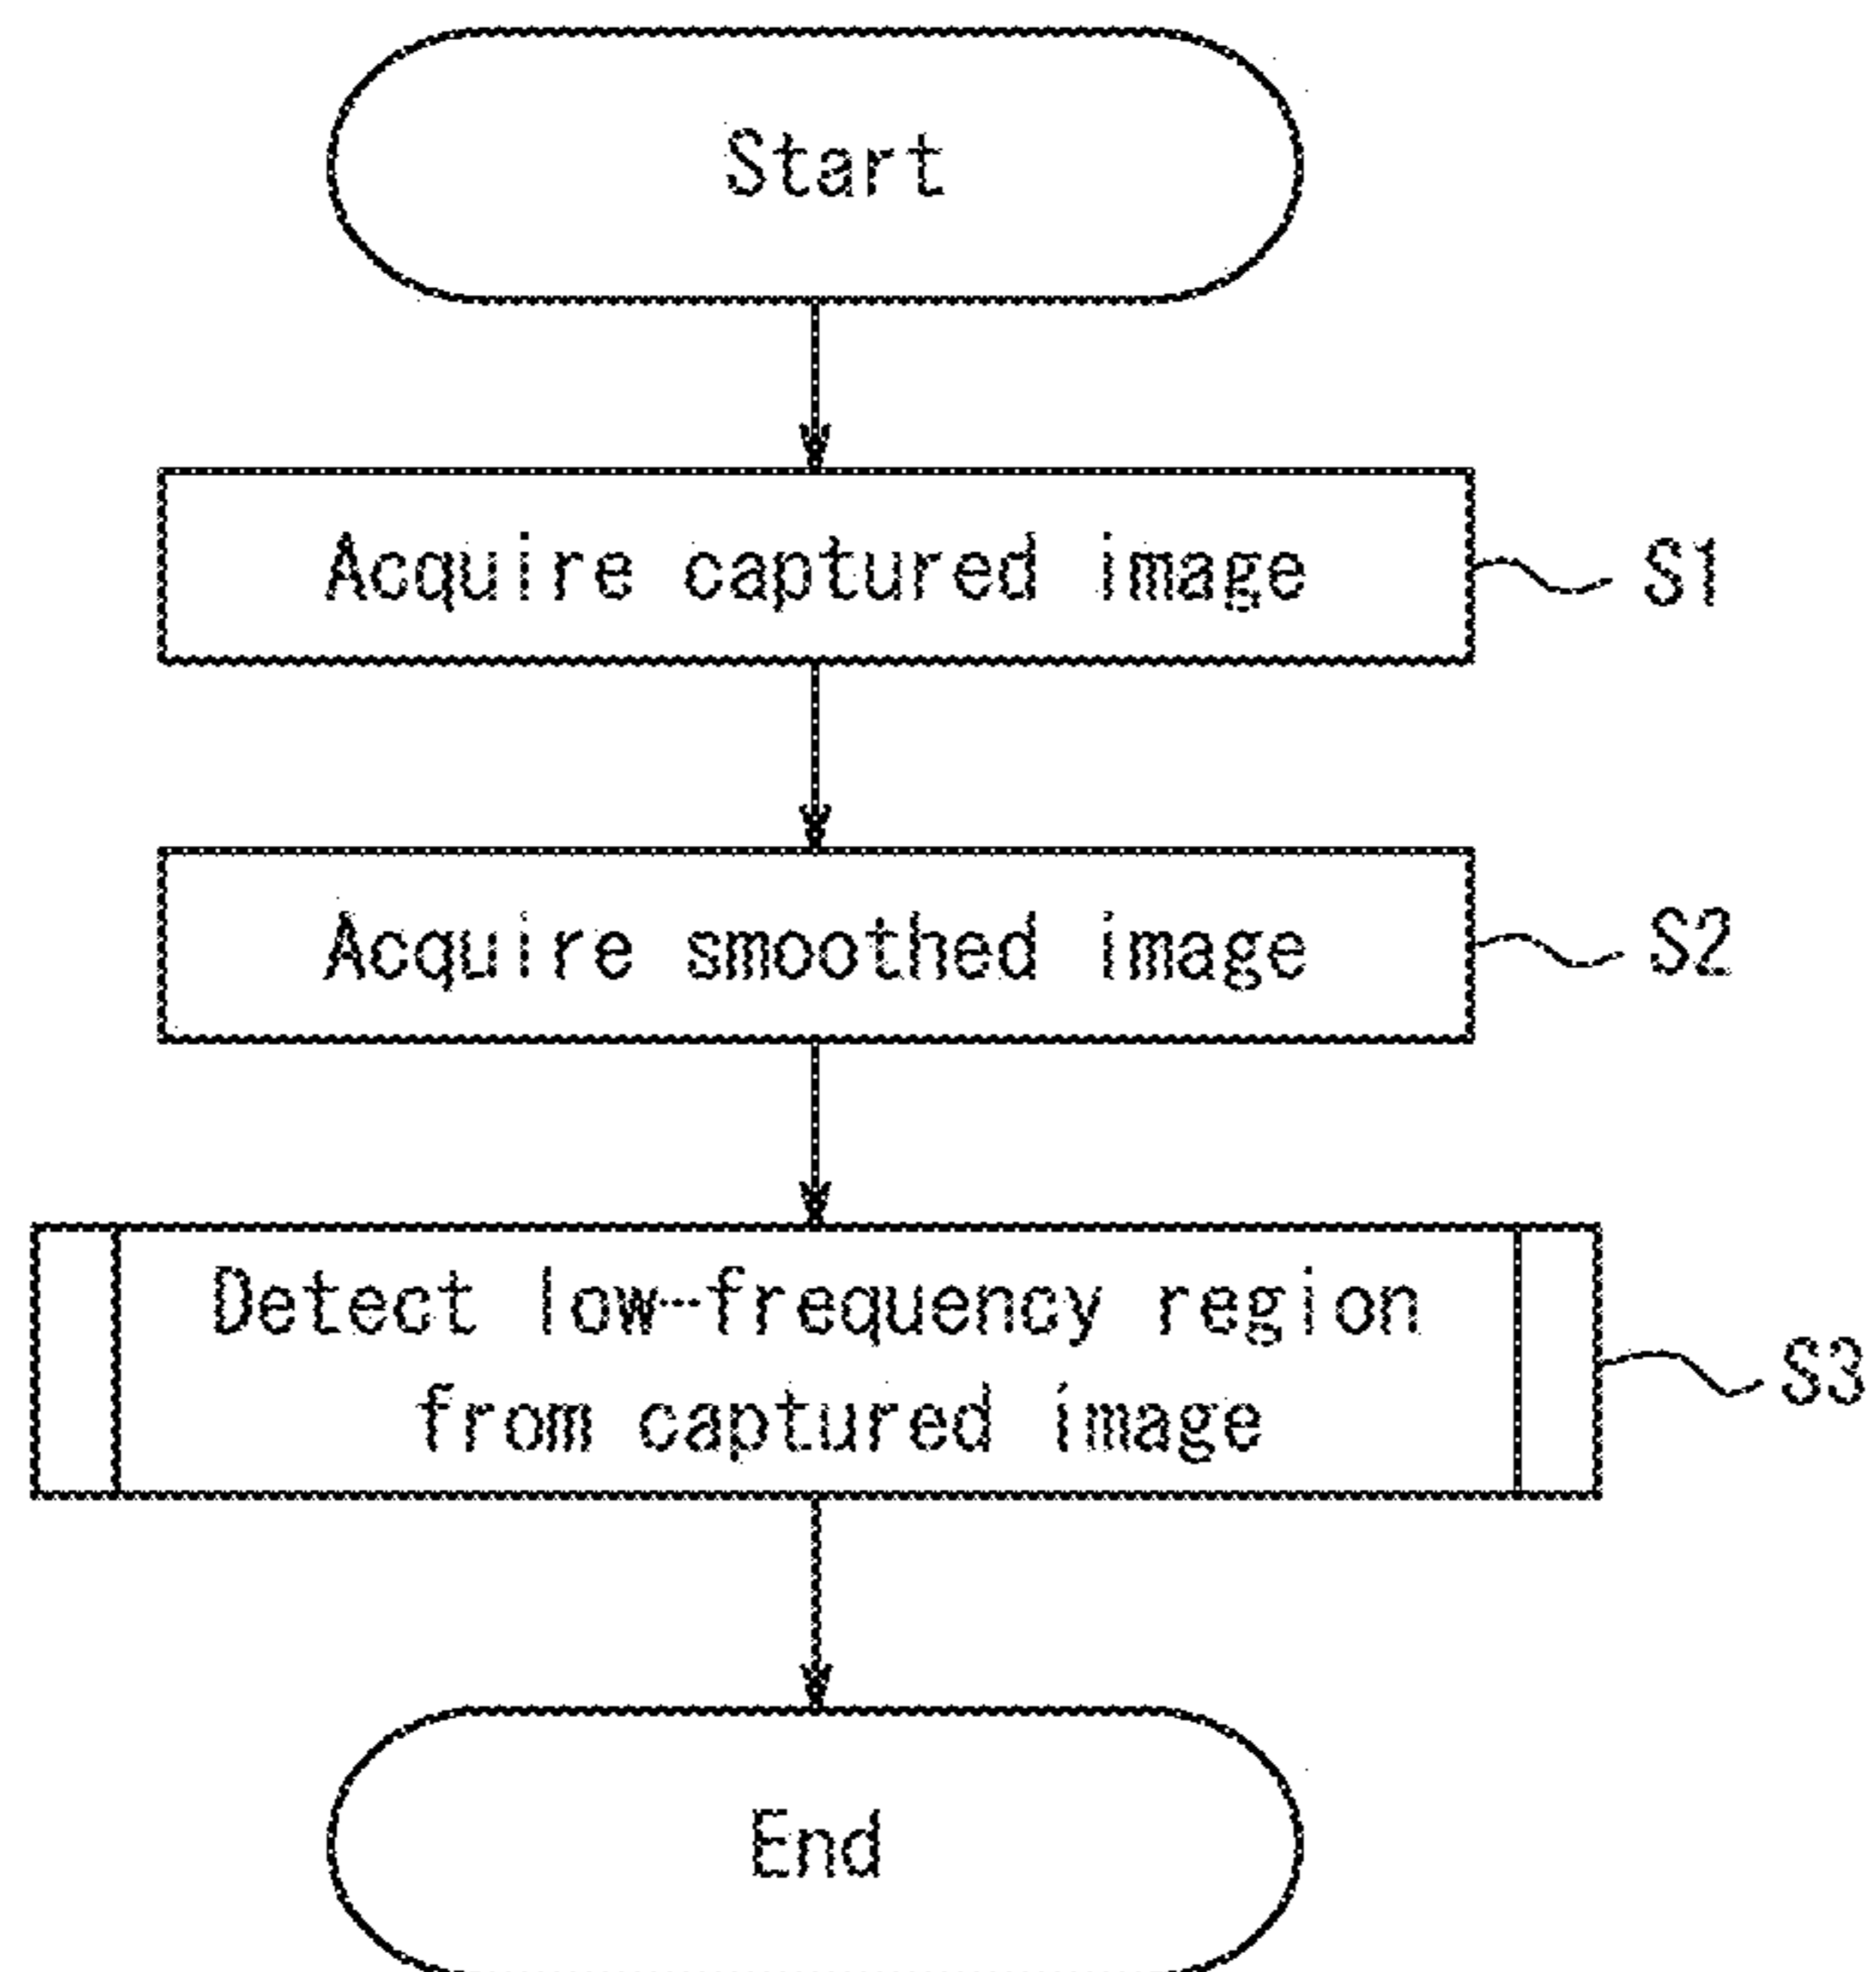 Start
Acquire captured image
S1
Acquire smoothed image
S2
Detect low-frequency region
from captured image
S3
End